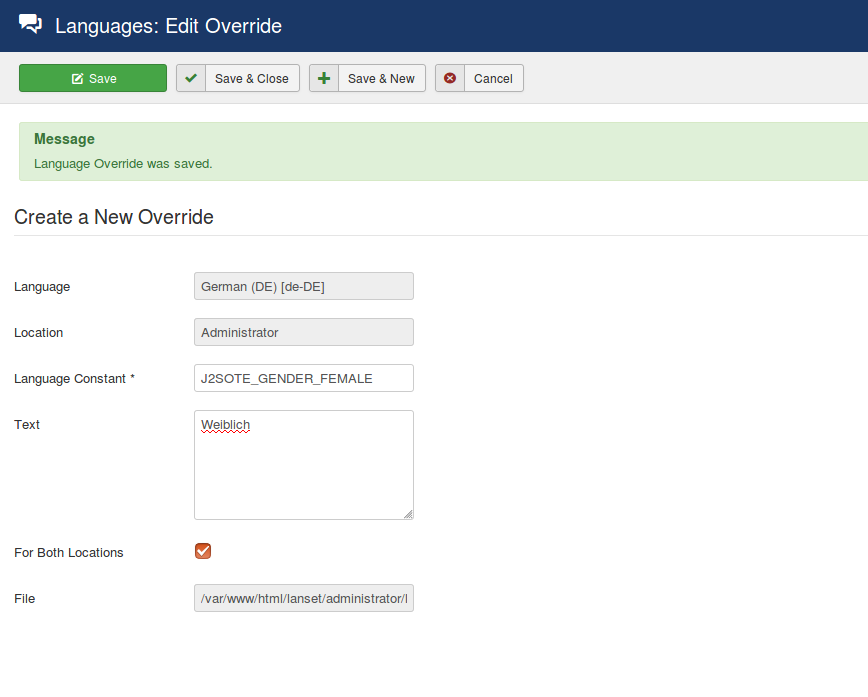 Languages: Edit Override
Save
Save & Close
Save & New
Cancel
Message
Language Override was saved.
Create a New Override
Language German (DE) [de-DE]
Location Administrator
Language Constant * J2SOTE_GENDER_FEMALE
Text Weiblich
For Both Locations
File /var/www/html/lanset/administrator/l